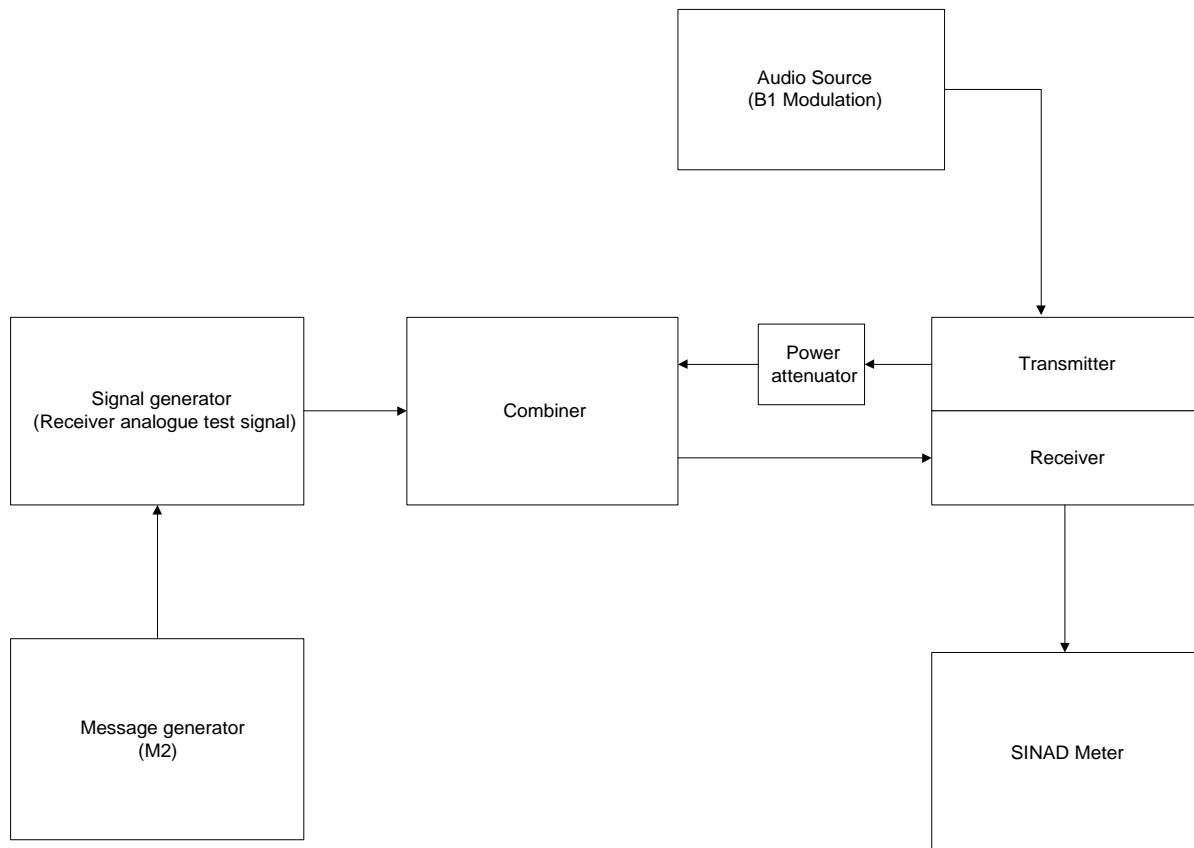 Audio Source
(B1 Modulation)
Power
attenuator
Transmitter
Signal generator
(Receiver analogue test signal)
Combiner
Receiver
Message generator
(M2)
SINAD Meter